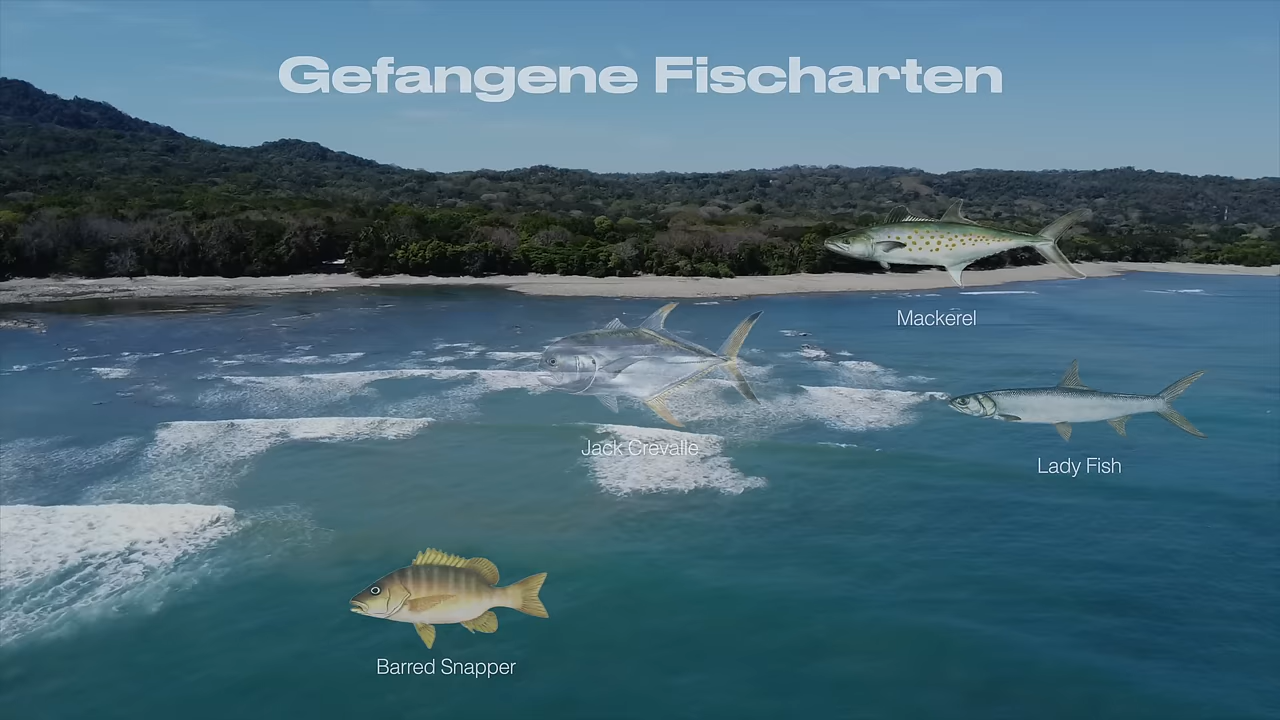 Gefangene Fischarten
Mackerel
Jack Crevalle
Lady Fish
Barred Snapper